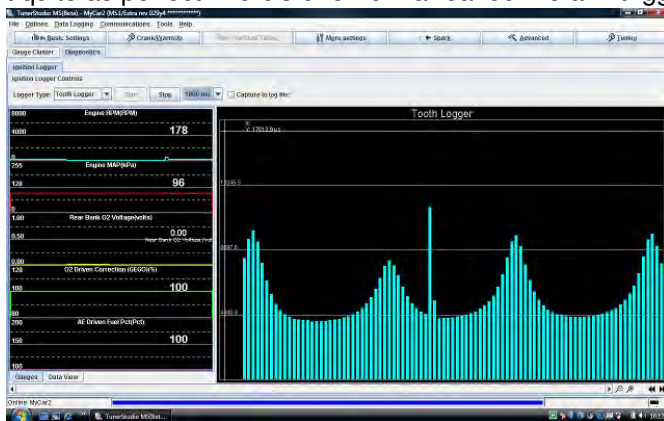 TunerStudio MS(Beta) - MyCar2 (MS1/Extra rev 029y4 ***********)
File Options Data Logging Communications Tools Help
Basic Settings Crank/Warmup More settings Spark Advanced Tuning
Gauge Cluster Diagnostics
Ignition Logger
Ignition Logger Controls
Logger Type: Tooth Logger Start Stop 1000 ms Capture to log file:
Tooth Logger
8000 Engine RPM(RPM)
4000 178
0
255 Engine MAP(kPa)
128 96
0
1.00 Rear Bank O2 Voltage(volts)
0.50 0.00
0.00
120 O2 Driven Correction (GEGO)(%)
100 100
80
200 AE Driven Fuel Pct(Pct)
150 100
100
X:
Gauges Data View
Online: MyCar2
TunerStudio MS(Bet...